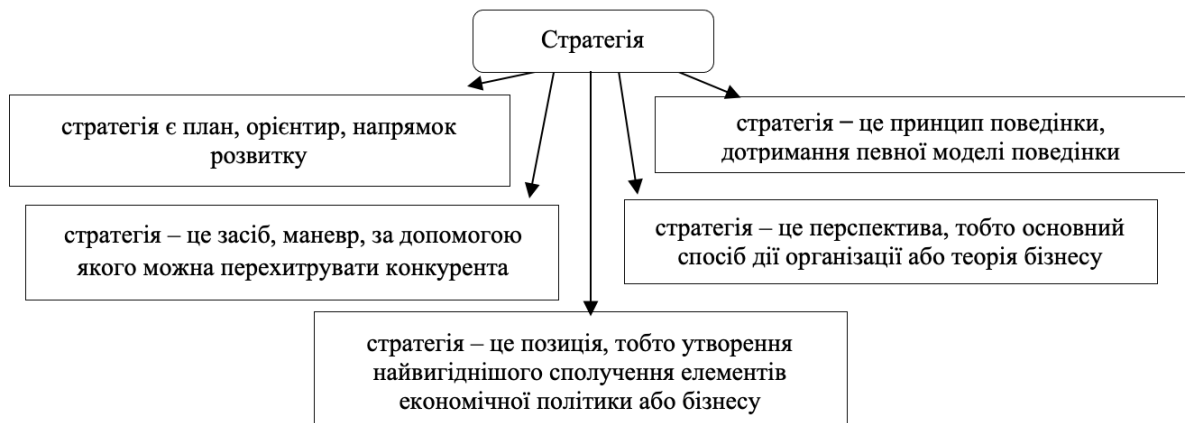 Стратегія
стратегія є план, орієнтир, напрямок
розвитку
стратегія – це принцип поведінки,
дотримання певної моделі поведінки
стратегія – це засіб, маневр, за допомогою
якого можна перехитрувати конкурента
стратегія – це перспектива, тобто основний
спосіб дії організації або теорія бізнесу
стратегія – це позиція, тобто утворення
найвигіднішого сполучення елементів
економічної політики або бізнесу